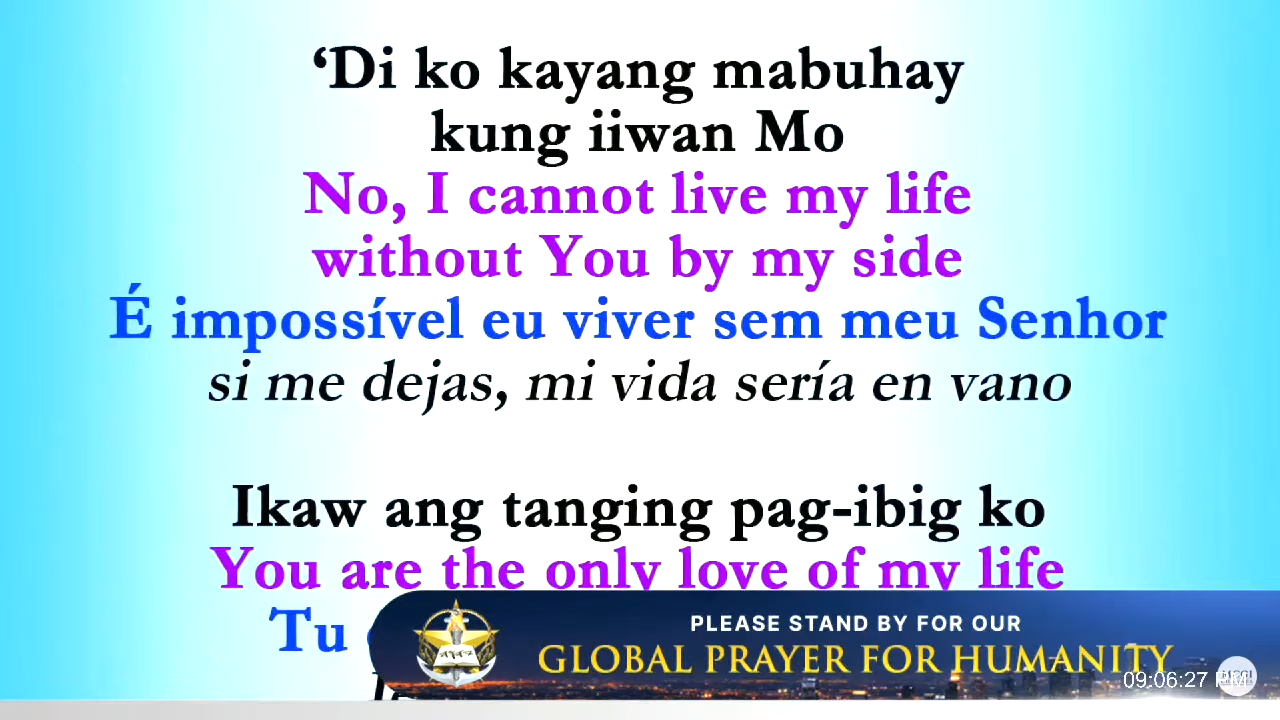 ‘Di ko kayang mabuhay
kung iiwan Mo
No, I cannot live my life
without You by my side
É impossível eu viver sem meu Senhor
si me dejas, mi vida sería en vano
Ikaw ang tanging pag-ibig ko
You are the only love of my life
Tu
PLEASE STAND BY FOR OUR
GLOBAL PRAYER FOR HUMANITY
09:06:27 PM